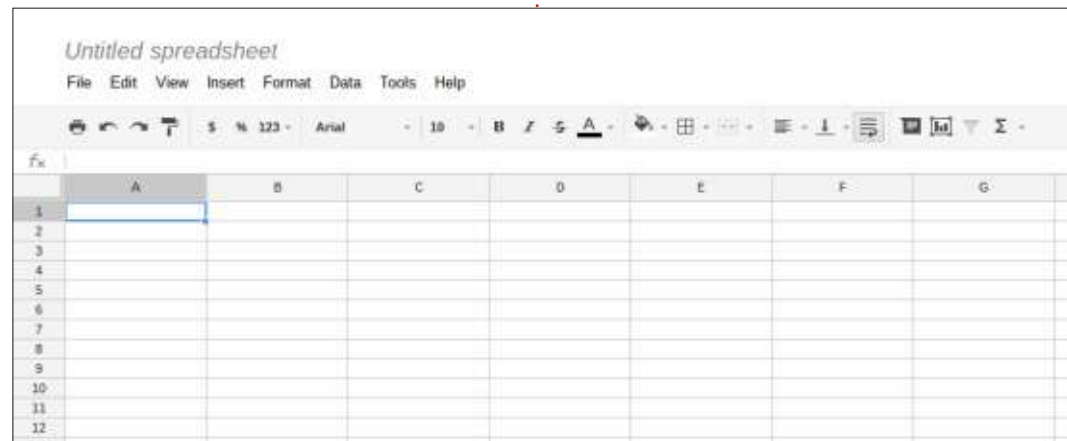 Untitled spreadsheet
File Edit View Insert Format Data Tools Help
$ % 123 Arial 10 B I S A Σ
fx
A B C D E F G
1
2
3
4
5
6
7
8
9
10
11
12